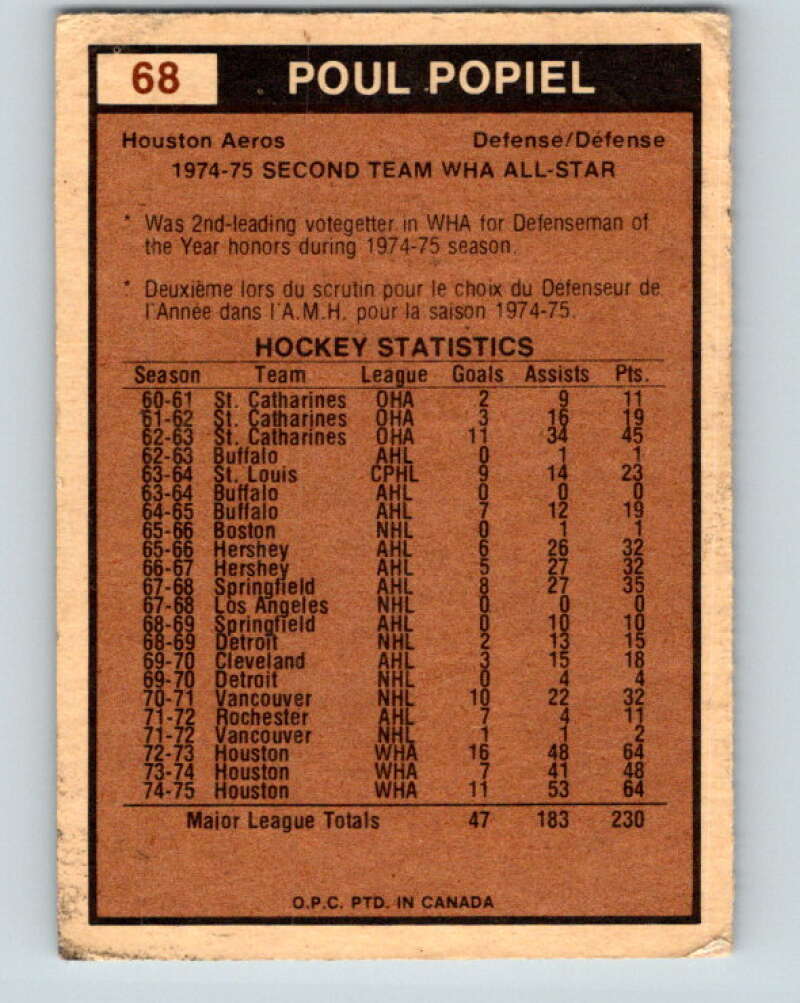 68 POUL POPIEL
Houston Aeros Defense/Défense
1974-75 SECOND TEAM WHA ALL-STAR
* Was 2nd-leading votegetter in WHA for Defenseman of
the Year honors during 1974-75 season.
* Deuxième lors du scrutin pour le choix du Défenseur de
l'Année dans l'A.M.H. pour la saison 1974-75.
HOCKEY STATISTICS
Season Team League Goals Assists Pts.
60-61 St. Catharines OHA 2 9 11
61-62 St. Catharines OHA 3 16 19
62-63 St. Catharines OHA 11 34 45
62-63 Buffalo AHL 0 1 1
63-64 St. Louis CPHL 9 14 23
63-64 Buffalo AHL 0 0 0
64-65 Buffalo AHL 7 12 19
65-66 Boston NHL 0 1 1
65-66 Hershey AHL 6 26 32
66-67 Hershey AHL 5 27 32
67-68 Springfield AHL 8 27 35
67-68 Los Angeles NHL 0 0 0
68-69 Springfield AHL 0 10 10
68-69 Detroit NHL 2 13 15
69-70 Cleveland AHL 3 15 18
69-70 Detroit NHL 0 4 4
70-71 Vancouver NHL 10 22 32
71-72 Rochester AHL 7 4 11
71-72 Vancouver NHL 1 1 2
72-73 Houston WHA 16 48 64
73-74 Houston WHA 7 41 48
74-75 Houston WHA 11 53 64
Major League Totals 47 183 230
O.P.C. PTD. IN CANADA